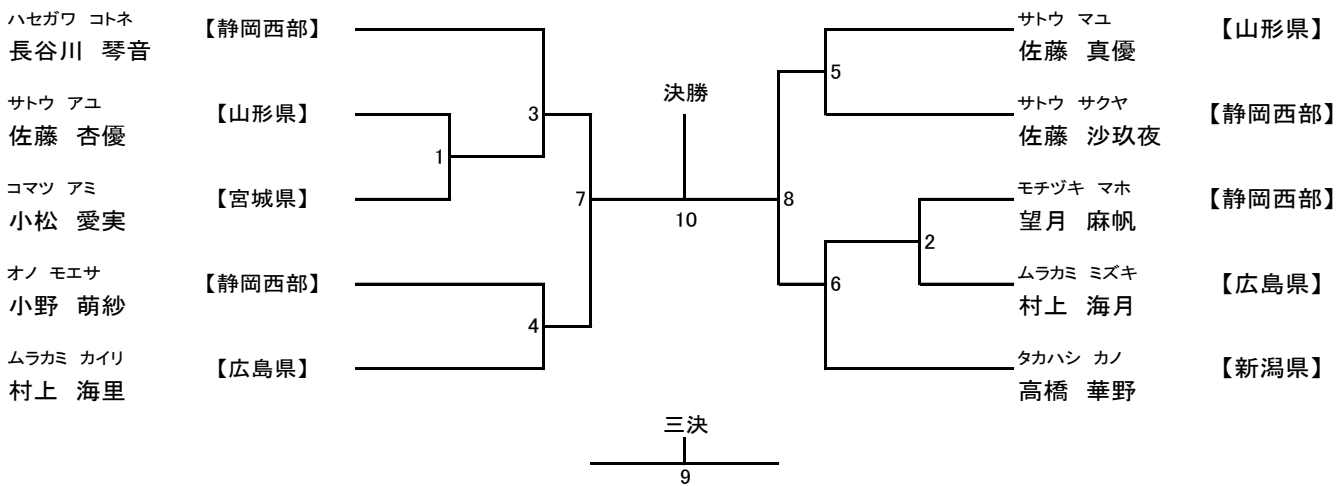 ハセガワ コトネ
長谷川 琴音
【静岡西部】
サトウ アユ
佐藤 杏優
【山形県】
コマツ アミ
小松 愛実
【宮城県】
オノ モエサ
小野 萌紗
【静岡西部】
ムラカミ カイリ
村上 海里
【広島県】
1
3
4
7
決勝
10
三決
9
8
5
6
2
サトウ マユ
佐藤 真優
【山形県】
サトウ サクヤ
佐藤 沙玖夜
【静岡西部】
モチヅキ マホ
望月 麻帆
【静岡西部】
ムラカミ ミズキ
村上 海月
【広島県】
タカハシ カノ
高橋 華野
【新潟県】